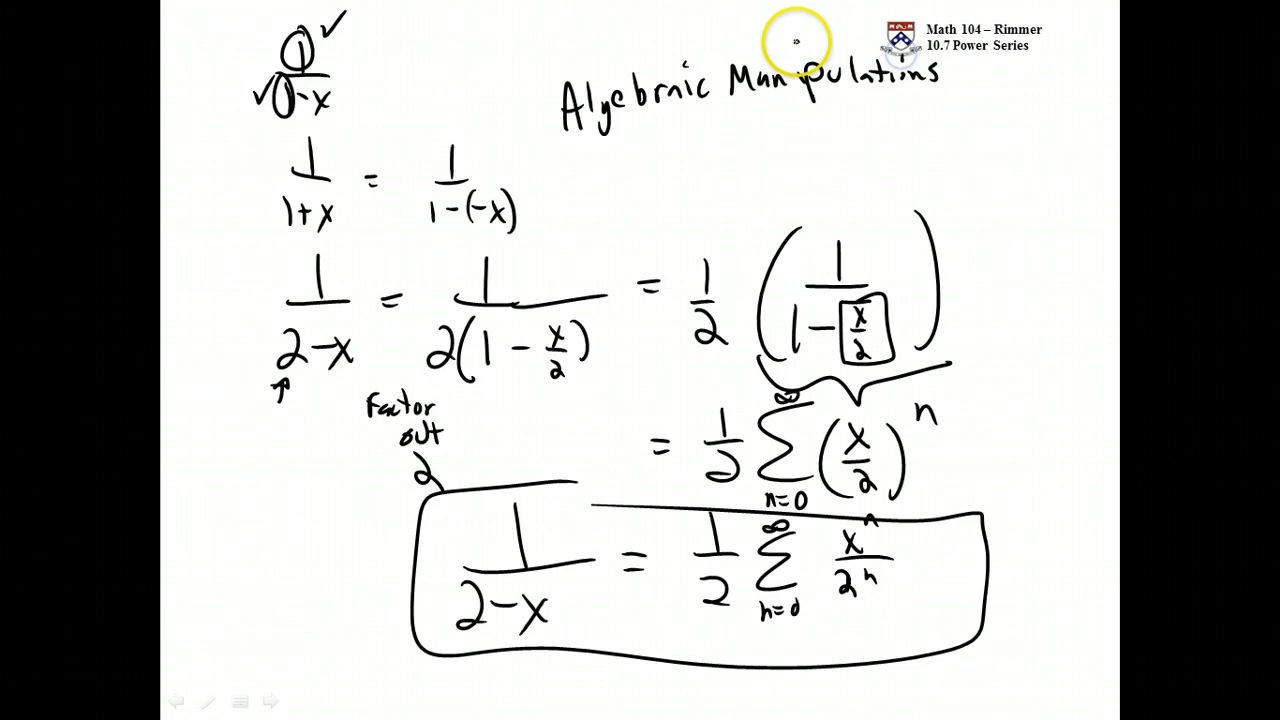 Math 104 – Rimmer
10.7 Power Series
Algebraic Manipulations
1/(1-x)
1/(1+x) = 1/(1-(-x))
1/(2-x) = 1/(2(1 - x/2)) = 1/2 (1/(1 - x/2))
Factor
out
2
= 1/2 ∑_{n=0}^{∞} (x/2)^n
1/(2-x) = 1/2 ∑_{n=0}^{∞} x^n/2^n